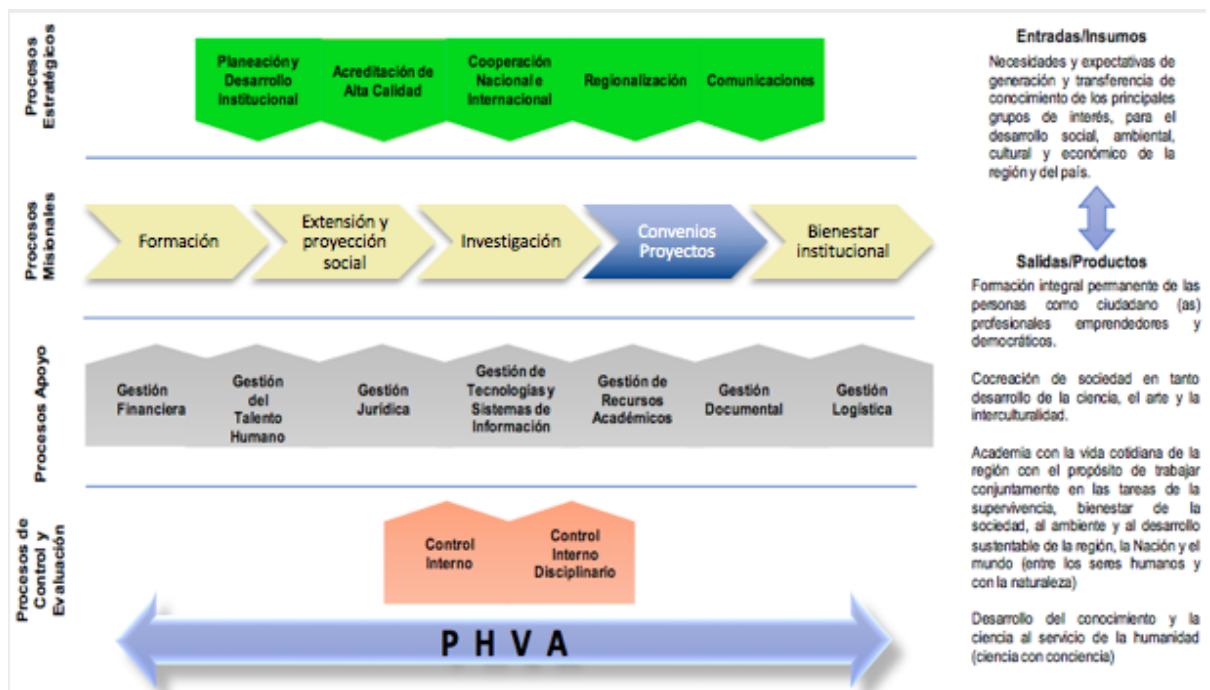 Procesos
Estratégicos
Planeación y
Desarrollo
Institucional
Acreditación de
Alta Calidad
Cooperación
Nacional e
Internacional
Regionalización
Comunicaciones
Procesos
Misionales
Formación
Extensión y
proyección
social
Investigación
Convenios
Proyectos
Bienestar
institucional
Procesos Apoyo
Gestión
Financiera
Gestión
del
Talento
Humano
Gestión
Jurídica
Gestión de
Tecnologías y
Sistemas de
Información
Gestión de
Recursos
Académicos
Gestión
Documental
Gestión
Logística
Procesos de
Control y
Evaluación
Control
Interno
Control
Interno
Disciplinario
P H V A
Entradas/Insumos
Necesidades y expectativas de
generación y transferencia de
conocimiento de los principales
grupos de interés, para el
desarrollo social, ambiental,
cultural y económico de la
región y del país.
Salidas/Productos
Formación integral permanente de las
personas como ciudadano (as)
profesionales emprendedores y
democráticos.
Cocreación de sociedad en tanto
desarrollo de la ciencia, el arte y la
interculturalidad.
Academia con la vida cotidiana de la
región con el propósito de trabajar
conjuntamente en las tareas de la
supervivencia, bienestar de la
sociedad, al ambiente y al desarrollo
sustentable de la región, la Nación y el
mundo (entre los seres humanos y
con la naturaleza)
Desarrollo del conocimiento y la
ciencia al servicio de la humanidad
(ciencia con conciencia)